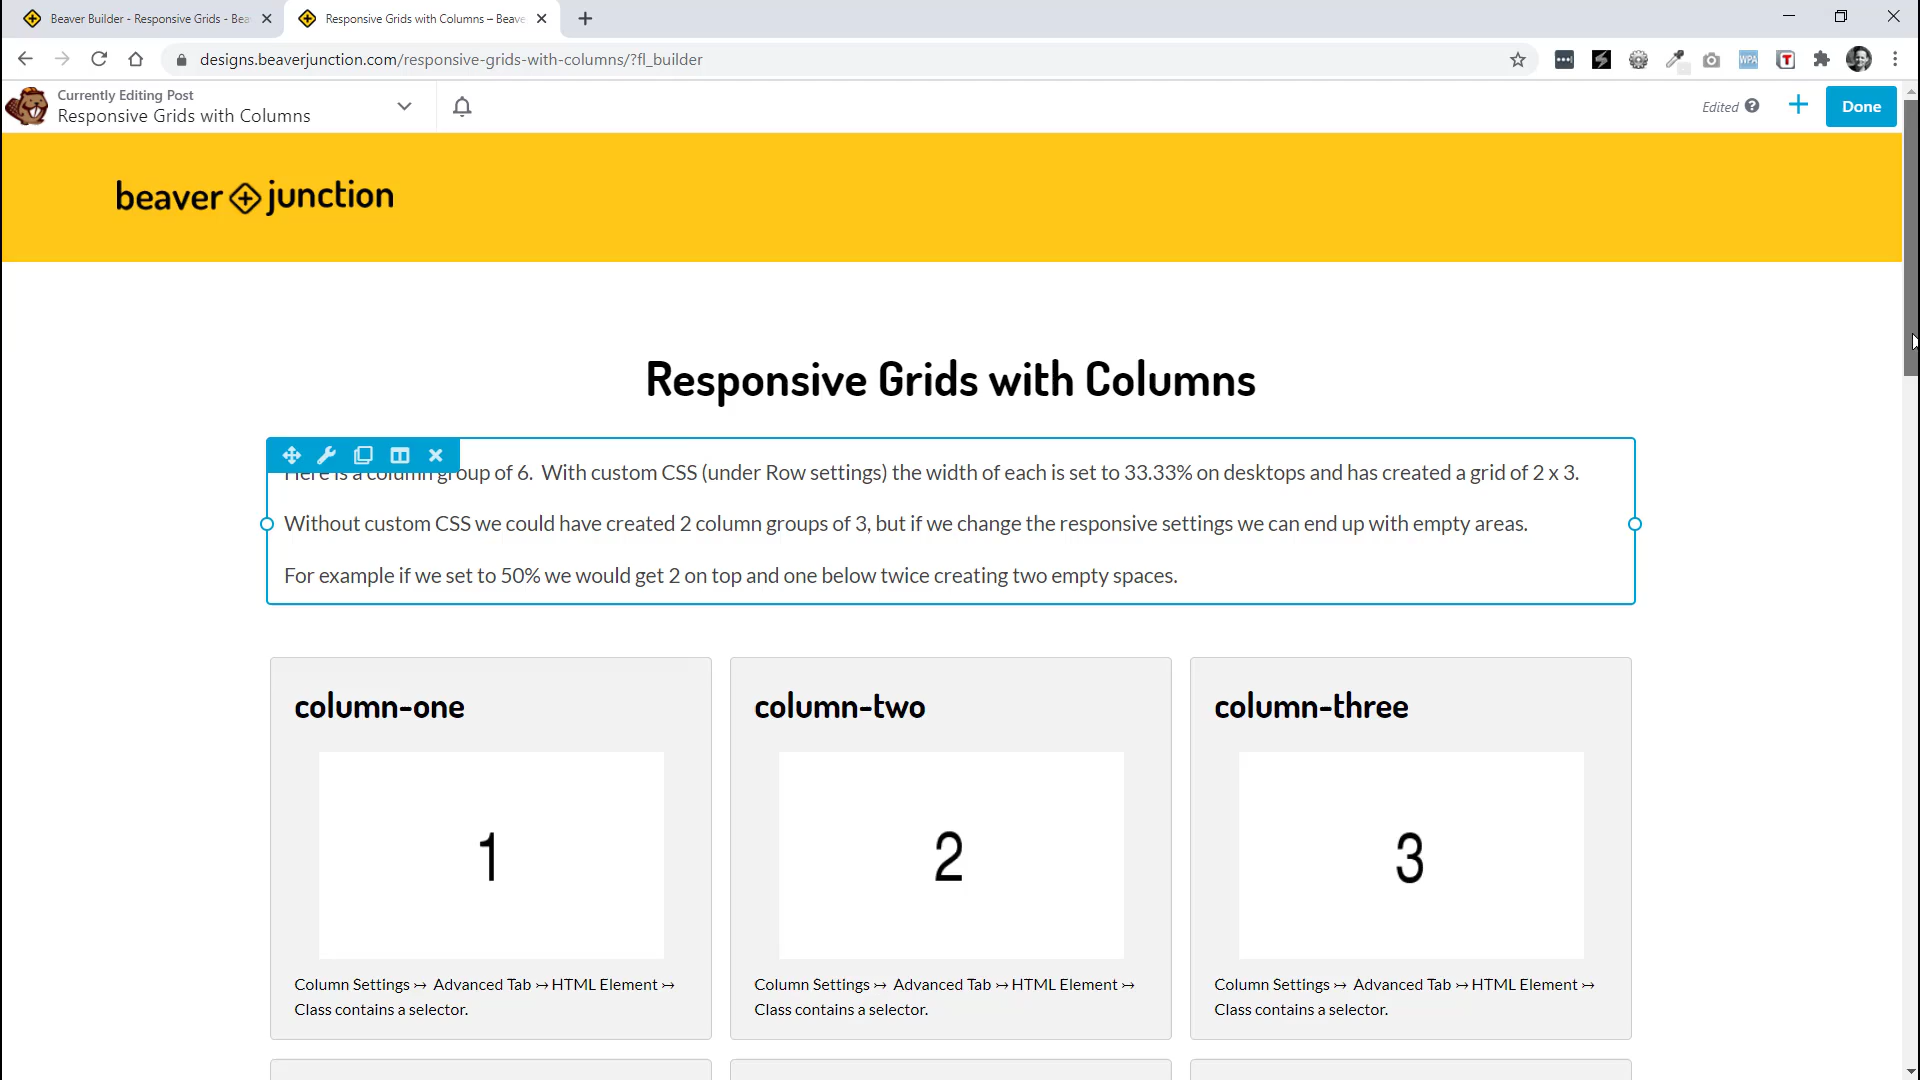 Beaver Builder - Responsive Grids - Bea
Responsive Grids with Columns – Beave
designs.beaverjunction.com/responsive-grids-with-columns/?fl_builder
WPA
T
Currently Editing Post
Responsive Grids with Columns
Edited
Done
beaver junction
Responsive Grids with Columns
Here is a column group of 6. With custom CSS (under Row settings) the width of each is set to 33.33% on desktops and has created a grid of 2 x 3.
Without custom CSS we could have created 2 column groups of 3, but if we change the responsive settings we can end up with empty areas.
For example if we set to 50% we would get 2 on top and one below twice creating two empty spaces.
column-one
column-two
column-three
1
2
3
Column Settings ↣ Advanced Tab ↣ HTML Element ↣
Class contains a selector.
Column Settings ↣ Advanced Tab ↣ HTML Element ↣
Class contains a selector.
Column Settings ↣ Advanced Tab ↣ HTML Element ↣
Class contains a selector.